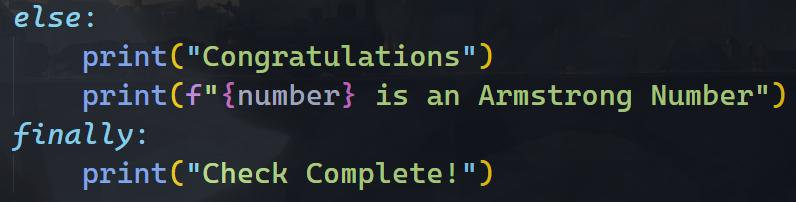 else:
    print("Congratulations")
    print(f"{number} is an Armstrong Number")
finally:
    print("Check Complete!")